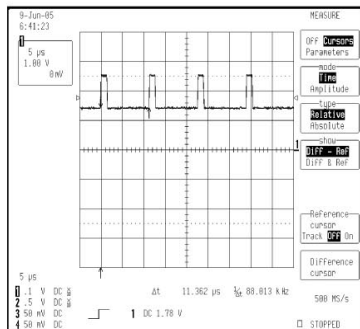 9-Jun-05
6:41:23
1
5 µs
1.00 V
0mV
MEASURE
OFF Cursors
Parameters
mode
Time
Amplitude
type
Relative
Absolute
show
Diff - Ref
Diff & Ref
1
Reference
cursor
Track OFF On
Difference
cursor
5 µs
1 .1 V DC
2 .5 V DC
3 50 mV DC
4 50 mV DC
Δt 11.362 µs 1/Δt 88.013 kHz
1 DC 1.78 V
500 MS/s
STOPPED